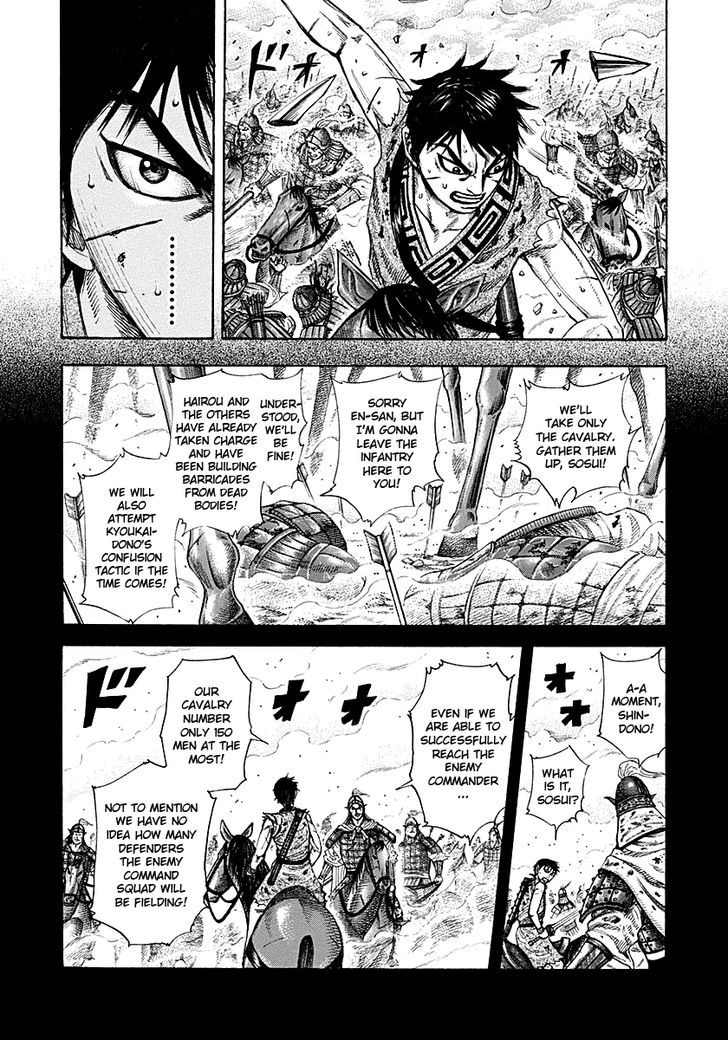 ドォォ
……
WE'LL
TAKE ONLY
THE CAVALRY.
GATHER THEM
UP, SOSUI!
SORRY
EN-SAN, BUT
I'M GONNA
LEAVE THE
INFANTRY
HERE TO
YOU!
UNDER-
STOOD,
WE'LL
BE
FINE!
HAIROU AND
THE OTHERS
HAVE ALREADY
TAKEN CHARGE
AND HAVE
BEEN BUILDING
BARRICADES
FROM DEAD
BODIES!
WE WILL
ALSO
ATTEMPT
KYOUKAI-
DONO'S
CONFUSION
TACTIC IF THE
TIME COMES!
A-A
MOMENT,
SHIN-
DONO!
WHAT
IS IT,
SOSUI?
EVEN IF WE
ARE ABLE TO
SUCCESSFULLY
REACH THE
ENEMY
COMMANDER
...
OUR
CAVALRY
NUMBER
ONLY 150
MEN AT THE
MOST!
NOT TO MENTION
WE HAVE NO
IDEA HOW MANY
DEFENDERS
THE ENEMY
COMMAND
SQUAD WILL
BE FIELDING!
ドォォォ